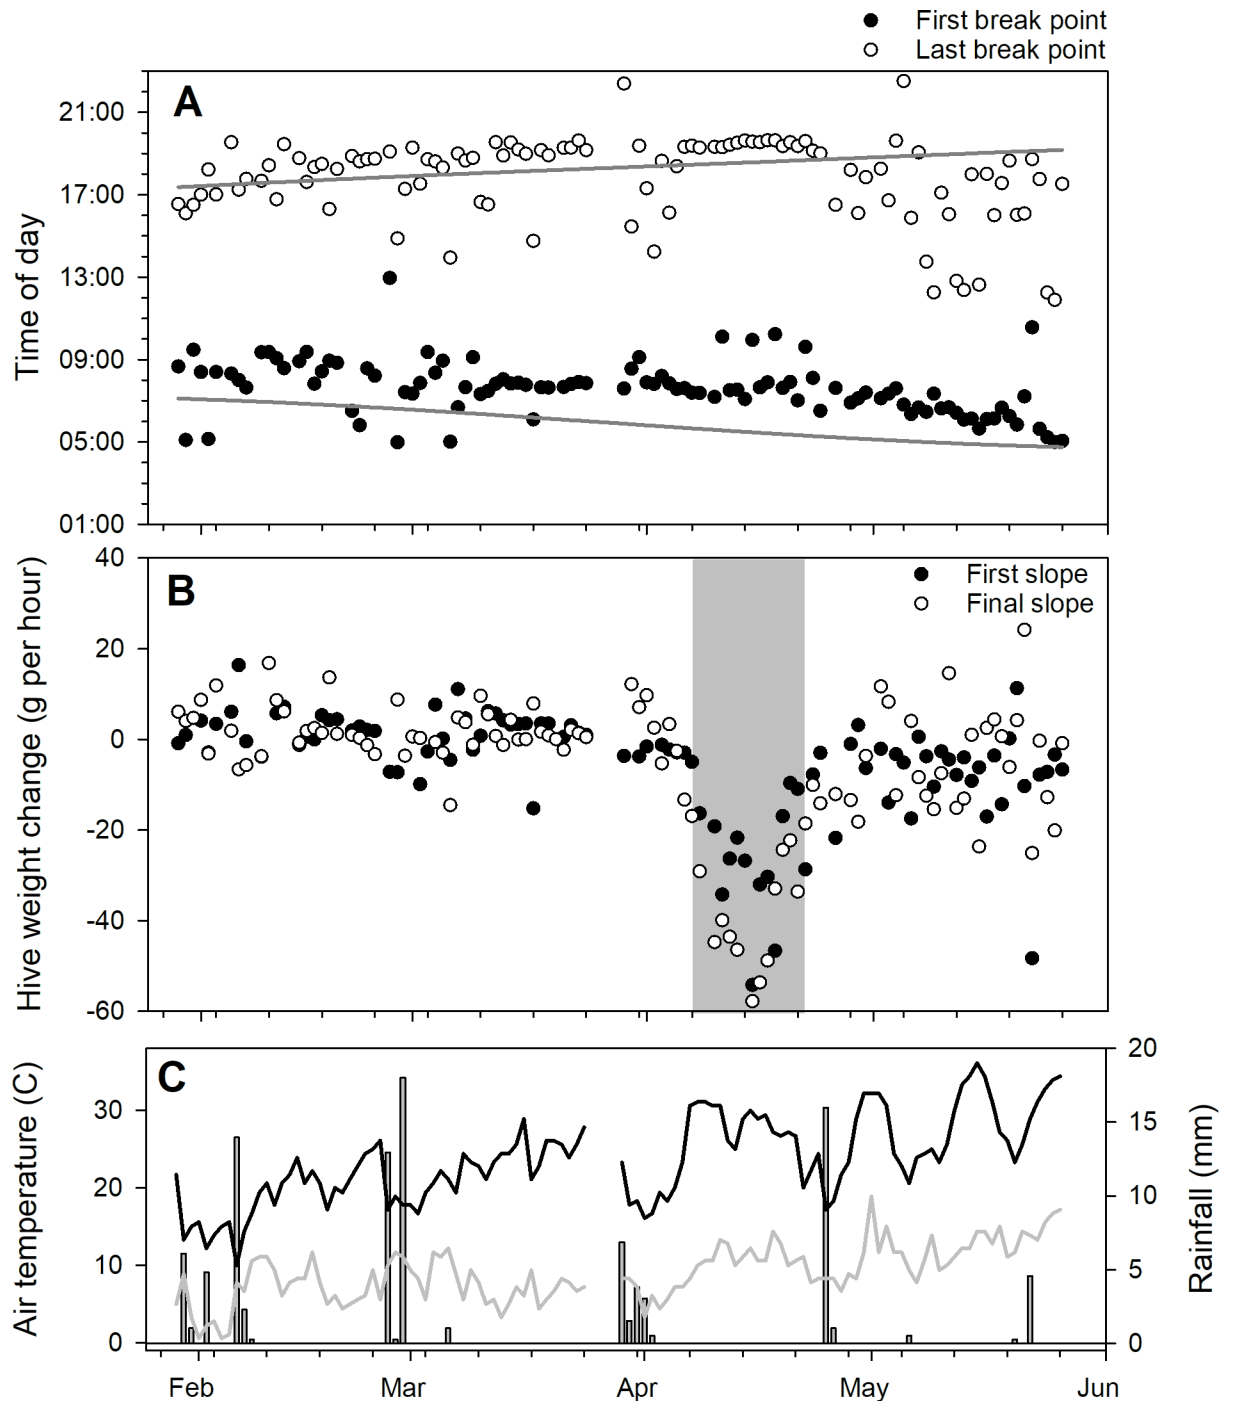 First break point
Last break point
A
21:00
17:00
13:00
09:00
05:00
01:00
Time of day
B
First slope
Final slope
40
20
0
-20
-40
-60
Hive weight change (g per hour)
C
30
20
10
0
Air temperature (C)
20
15
10
5
0
Rainfall (mm)
Feb Mar Apr May Jun